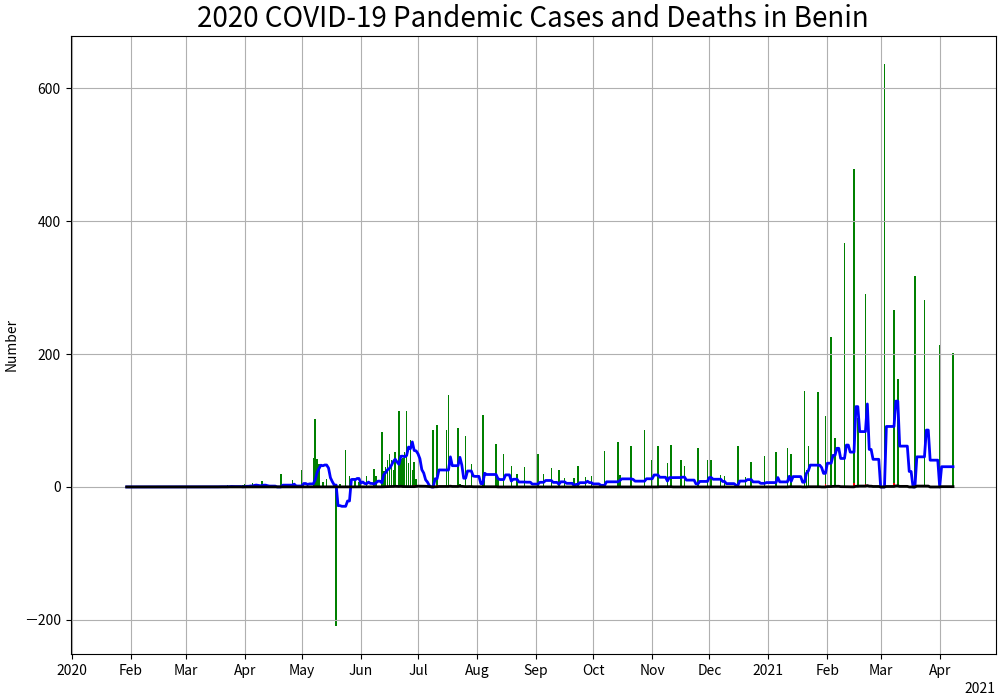 2020 COVID-19 Pandemic Cases and Deaths in Benin
Number
600
400
200
0
−200
2020 Feb Mar Apr May Jun Jul Aug Sep Oct Nov Dec 2021 Feb Mar Apr
2021